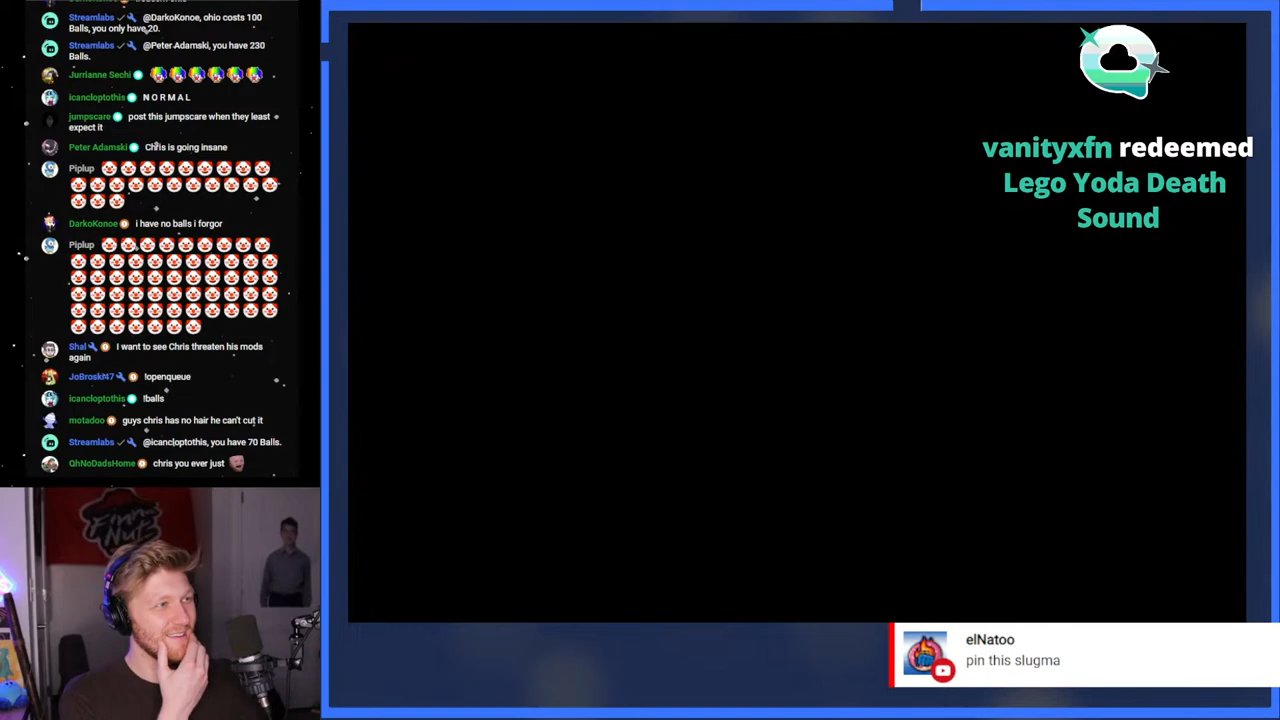 Streamlabs @DarkoKonoe, ohio costs 100
Balls, you only have 20.
Streamlabs @Peter Adamski, you have 230
Balls.
Jurrianne Sechi
icancloptothis N O R M A L
jumpscare post this jumpscare when they least
expect it
Peter Adamski Chris is going insane
Piplup
DarkoKonoe i have no balls i forgor
Piplup
Shal I want to see Chris threaten his mods
again
JoBroski47 !openqueue
icancloptothis !balls
motadoo guys chris has no hair he can't cut it
Streamlabs @icancloptothis, you have 70 Balls.
QhNoDadsHome chris you ever just
vanityxfn redeemed
Lego Yoda Death
Sound
elNatoo
pin this slugma